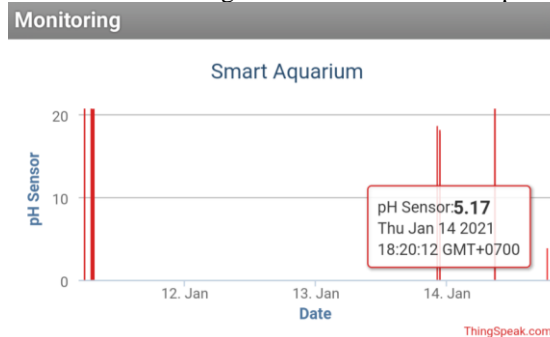 Monitoring
Smart Aquarium
20
10
0
pH Sensor
pH Sensor:5.17
Thu Jan 14 2021
18:20:12 GMT+0700
12. Jan
13. Jan
14. Jan
Date
ThingSpeak.com